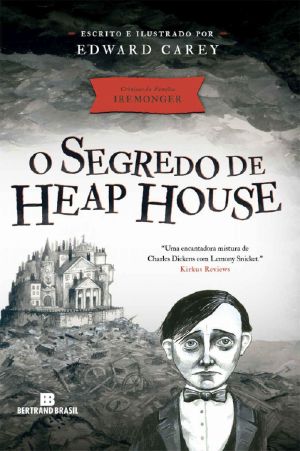 ESCRITO E ILUSTRADO POR
EDWARD CAREY
Crônicas da Família
IREMONGER
O SEGREDO DE
HEAP HOUSE
"Uma encantadora mistura de
Charles Dickens com Lemony Snicket."
Kirkus Reviews
B
BERTRAND BRASIL